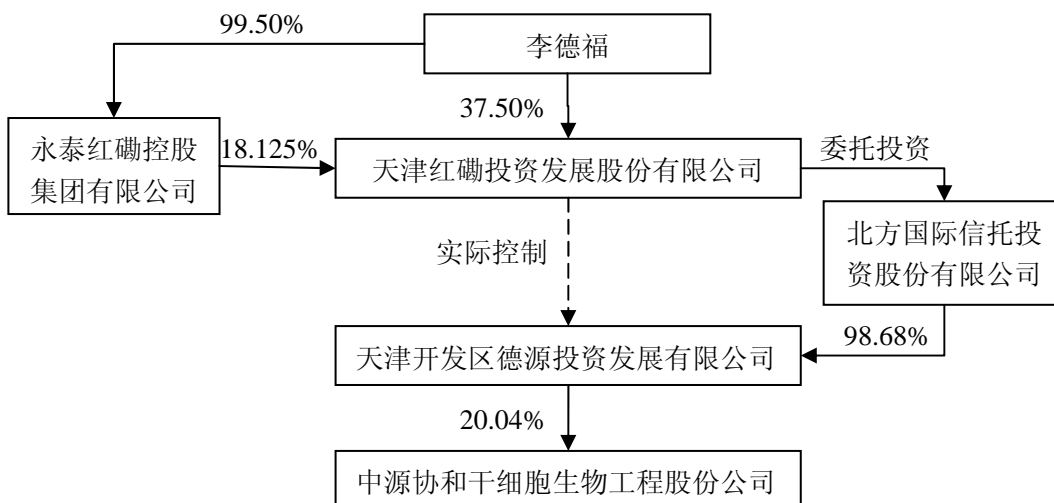 99.50%
李德福
37.50%
永泰红磡控股
集团有限公司
18.125%
天津红磡投资发展股份有限公司
委托投资
北方国际信托投
资股份有限公司
实际控制
98.68%
天津开发区德源投资发展有限公司
20.04%
中源协和干细胞生物工程股份公司